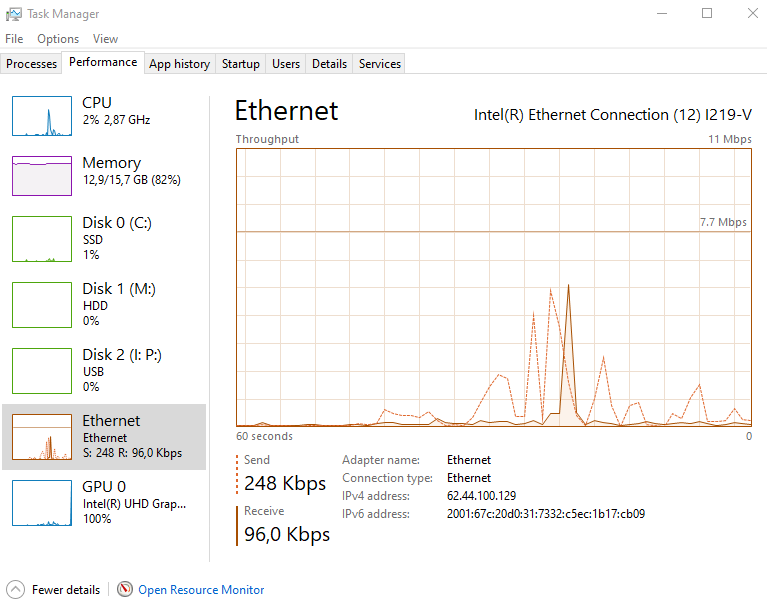 Task Manager
File Options View
Processes Performance App history Startup Users Details Services
CPU
2% 2,87 GHz
Memory
12,9/15,7 GB (82%)
Disk 0 (C:)
SSD
1%
Disk 1 (M:)
HDD
0%
Disk 2 (I: P:)
USB
0%
Ethernet
Ethernet
S: 248 R: 96,0 Kbps
GPU 0
Intel(R) UHD Grap...
100%
Ethernet Intel(R) Ethernet Connection (12) I219-V
Throughput 11 Mbps
7.7 Mbps
60 seconds 0
Send
248 Kbps
Receive
96,0 Kbps
Adapter name: Ethernet
Connection type: Ethernet
IPv4 address: 62.44.100.129
IPv6 address: 2001:67c:20d0:31:7332:c5ec:1b17:cb09
Fewer details Open Resource Monitor